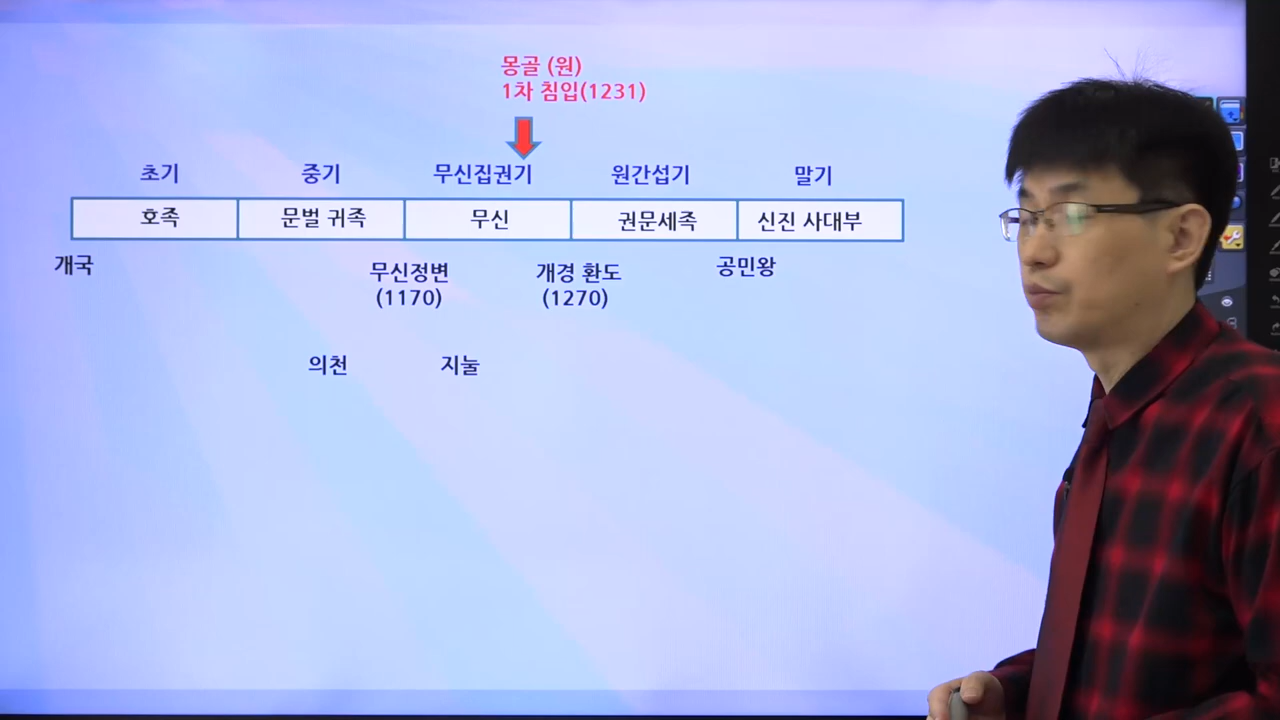 몽골 (원)
1차 침입(1231)
초기 중기 무신집권기 원간섭기 말기
호족 문벌 귀족 무신 권문세족 신진 사대부
개국 무신정변 개경 환도 공민왕
(1170) (1270)
의천 지눌